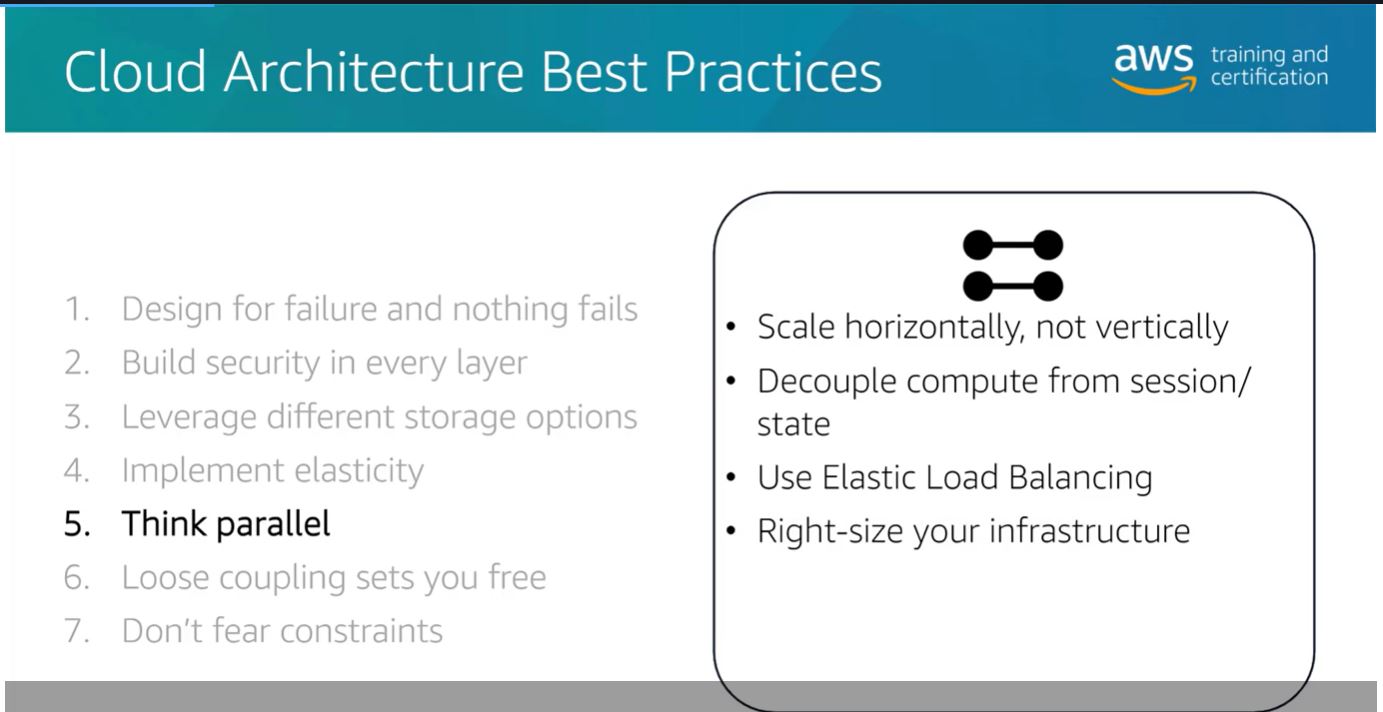 Cloud Architecture Best Practices
aws training and
certification
1. Design for failure and nothing fails
2. Build security in every layer
3. Leverage different storage options
4. Implement elasticity
5. Think parallel
6. Loose coupling sets you free
7. Don't fear constraints
• Scale horizontally, not vertically
• Decouple compute from session/
state
• Use Elastic Load Balancing
• Right-size your infrastructure